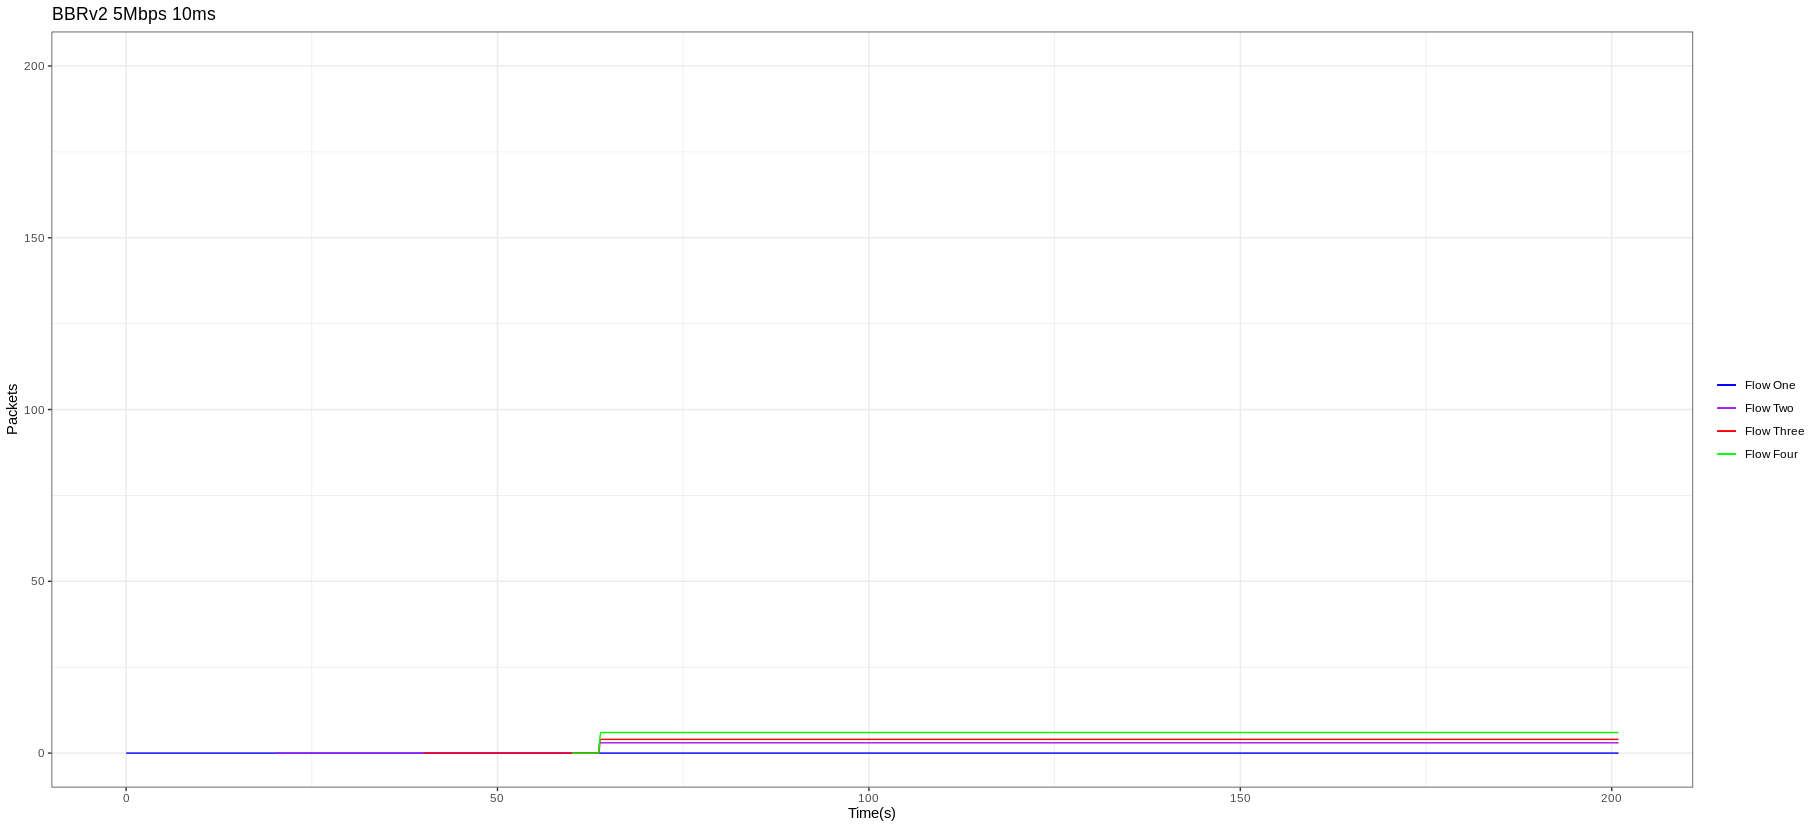 BBRv2 5Mbps 10ms
200
150
100
50
0
Packets
0 50 100 150 200
Time(s)
Flow One
Flow Two
Flow Three
Flow Four